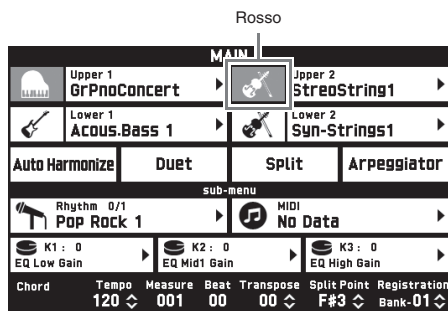 Rosso
MAIN
Upper 1
GrPnoConcert
Upper 2
StreoString1
Lower 1
Acous.Bass 1
Lower 2
Syn-Strings1
Auto Harmonize Duet Split Arpeggiator
sub-menu
Rhythm 0/1
Pop Rock 1
MIDI
No Data
K1 : 0
EQ Low Gain
K2 : 0
EQ Mid1 Gain
K3 : 0
EQ High Gain
Chord Tempo Measure Beat Transpose Split Point Registration
120 001 00 00 F#3 Bank-01